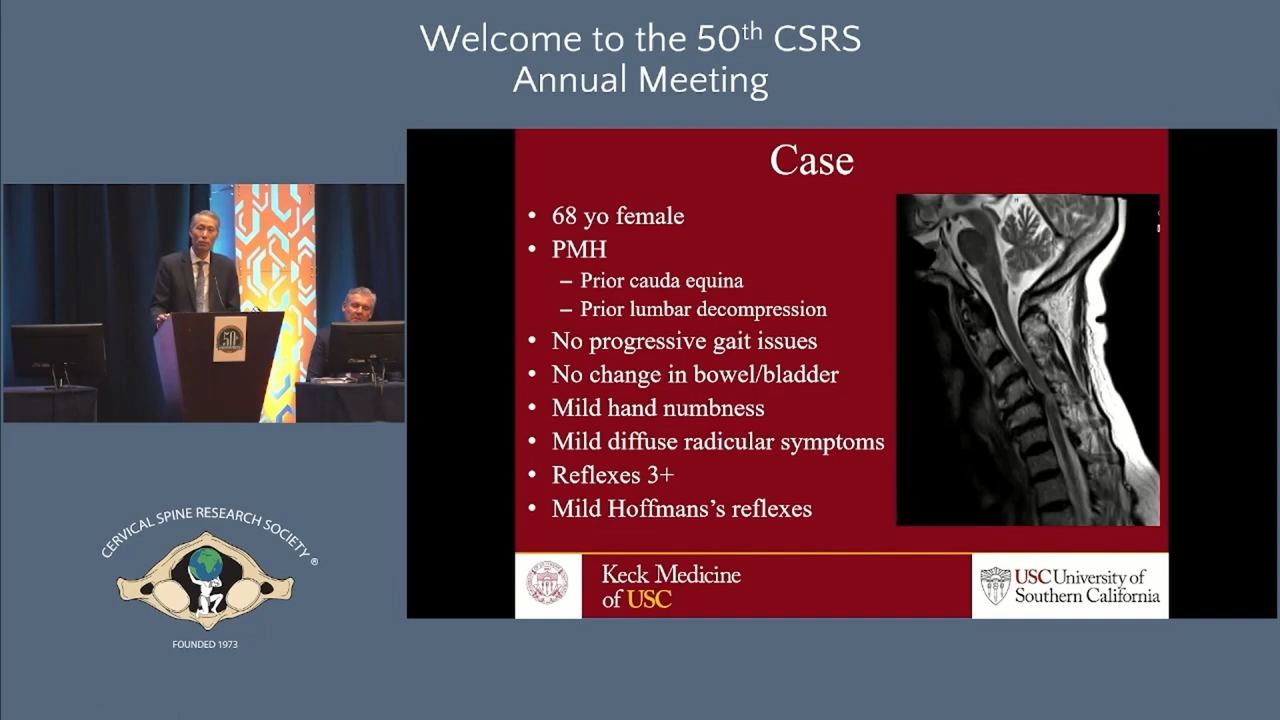 Welcome to the 50th CSRS
Annual Meeting
Case
• 68 yo female
• PMH
– Prior cauda equina
– Prior lumbar decompression
• No progressive gait issues
• No change in bowel/bladder
• Mild hand numbness
• Mild diffuse radicular symptoms
• Reflexes 3+
• Mild Hoffmans’s reflexes
Keck Medicine
of USC
USC University of
Southern California
50
CERVICAL SPINE RESEARCH SOCIETY ®
FOUNDED 1973